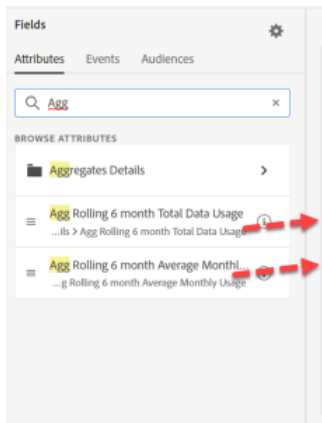 Fields
Attributes Events Audiences
Agg
BROWSE ATTRIBUTES
Aggregates Details
Agg Rolling 6 month Total Data Usage
...ils > Agg Rolling 6 month Total Data Usage
Agg Rolling 6 month Average Monthl...
...g Rolling 6 month Average Monthly Usage